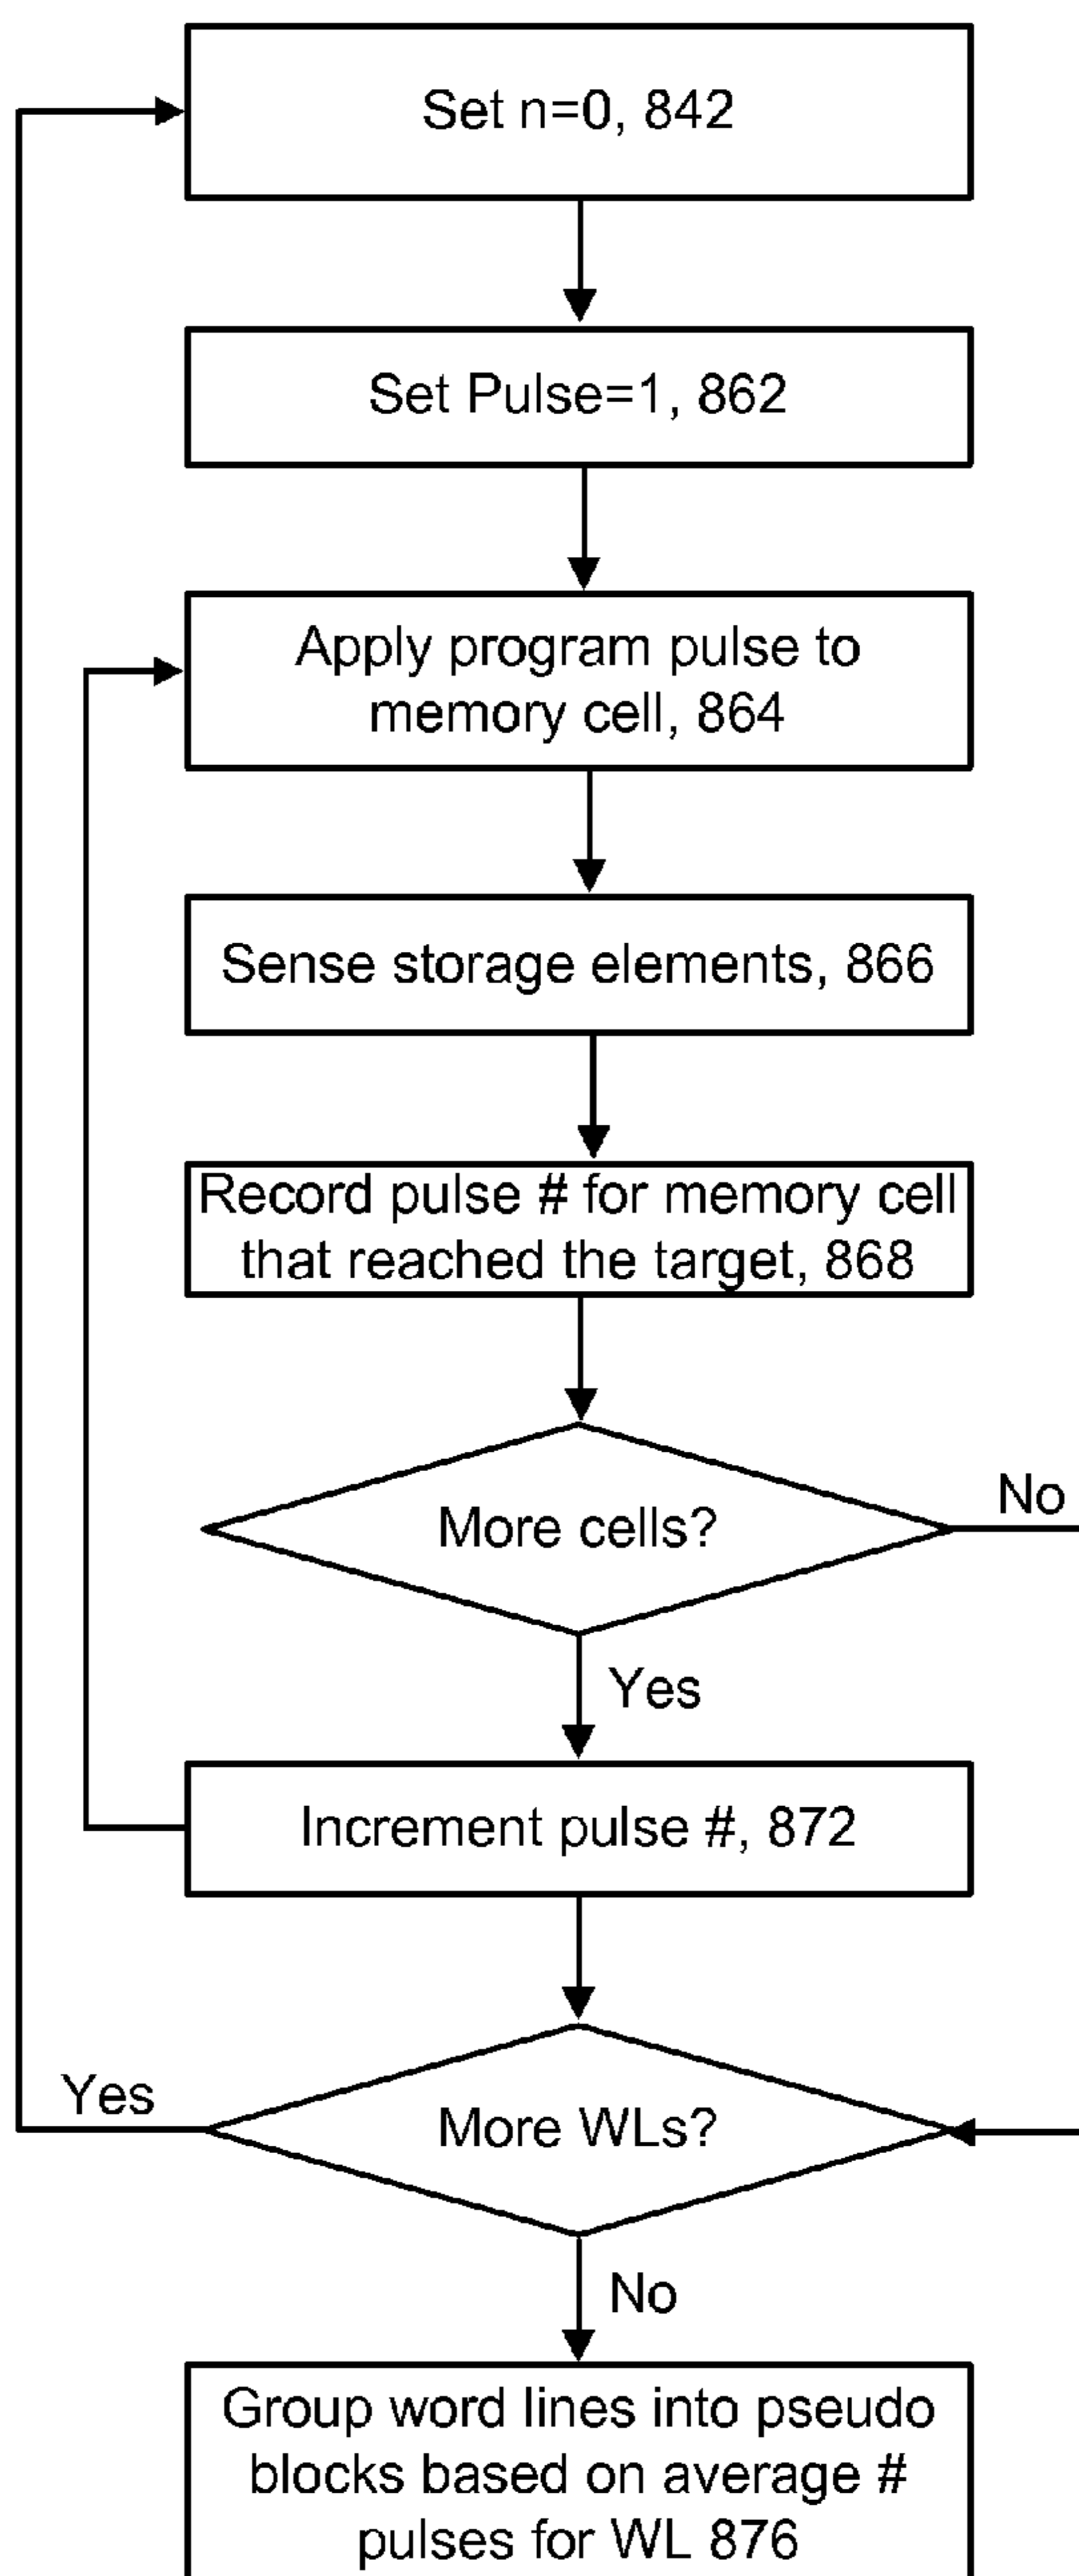 Set n=0, 842
Set Pulse=1, 862
Apply program pulse to
memory cell, 864
Sense storage elements, 866
Record pulse # for memory cell
that reached the target, 868
More cells?
No
Yes
Increment pulse #, 872
Yes
More WLs?
No
Group word lines into pseudo
blocks based on average #
pulses for WL 876